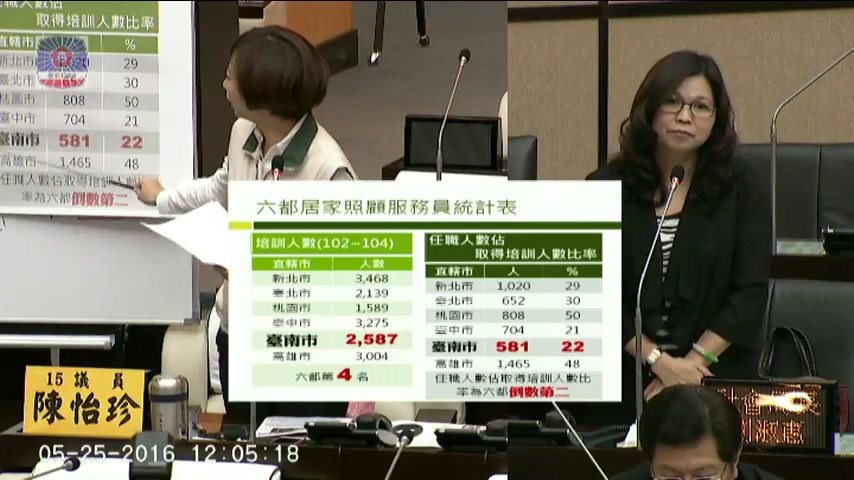 任職人數佔
取得培訓人數比率
直轄市 %
新北市 29
臺北市 30
桃園市 808 50
臺中市 704 21
臺南市 581 22
高雄市 1,465 48
任職人數佔取得培訓人數比
率為六都倒數第二
六都居家照顧服務員統計表
培訓人數(102~104)
直轄市 人數
新北市 3,468
臺北市 2,139
桃園市 1,589
臺中市 3,275
臺南市 2,587
高雄市 3,004
六都第4名
任職人數佔
取得培訓人數比率
直轄市 人 %
新北市 1,020 29
臺北市 652 30
桃園市 808 50
臺中市 704 21
臺南市 581 22
高雄市 1,465 48
任職人數佔取得培訓人數比
率為六都倒數第二
15 議員
陳怡珍
05-25-2016 12:05:18